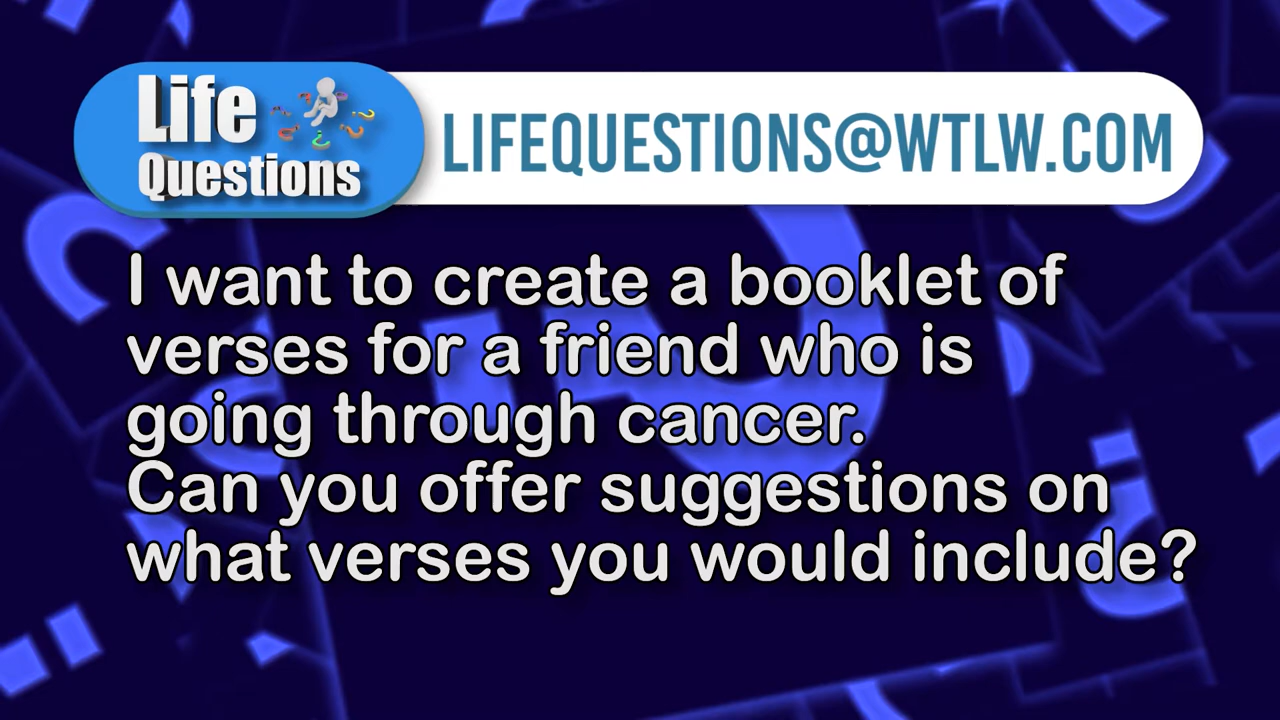 Life
Questions
LIFEQUESTIONS@WTLW.COM
I want to create a booklet of
verses for a friend who is
going through cancer.
Can you offer suggestions on
what verses you would include?